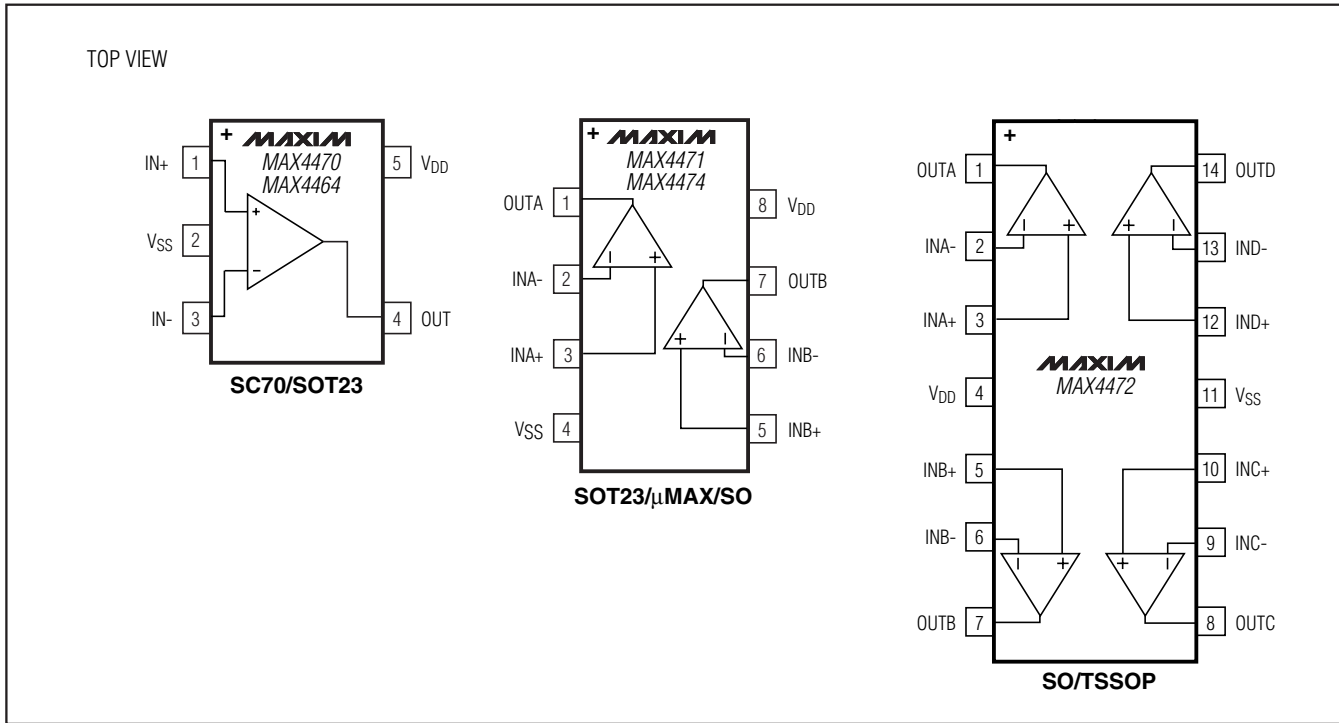 TOP VIEW
+ MAXIM
MAX4470
MAX4464
IN+ 1
VSS 2
IN- 3
5 VDD
4 OUT
+
−
SC70/SOT23
+ MAXIM
MAX4471
MAX4474
OUTA 1
INA- 2
INA+ 3
VSS 4
8 VDD
7 OUTB
6 INB-
5 INB+
− +
+ −
SOT23/µMAX/SO
+
OUTA 1
INA- 2
INA+ 3
VDD 4
INB+ 5
INB- 6
OUTB 7
MAXIM
MAX4472
14 OUTD
13 IND-
12 IND+
11 VSS
10 INC+
9 INC-
8 OUTC
− +
+ −
− +
+ −
SO/TSSOP